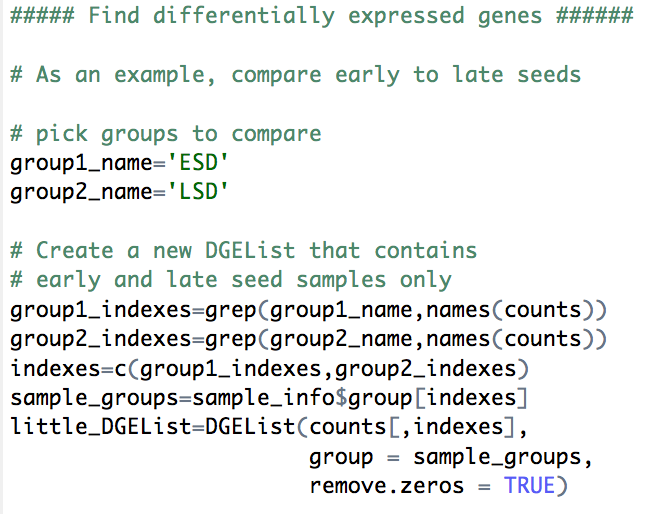 ##### Find differentially expressed genes ######
# As an example, compare early to late seeds
# pick groups to compare
group1_name='ESD'
group2_name='LSD'
# Create a new DGEList that contains
# early and late seed samples only
group1_indexes=grep(group1_name,names(counts))
group2_indexes=grep(group2_name,names(counts))
indexes=c(group1_indexes,group2_indexes)
sample_groups=sample_info$group[indexes]
little_DGEList=DGEList(counts[,indexes],
group = sample_groups,
remove.zeros = TRUE)